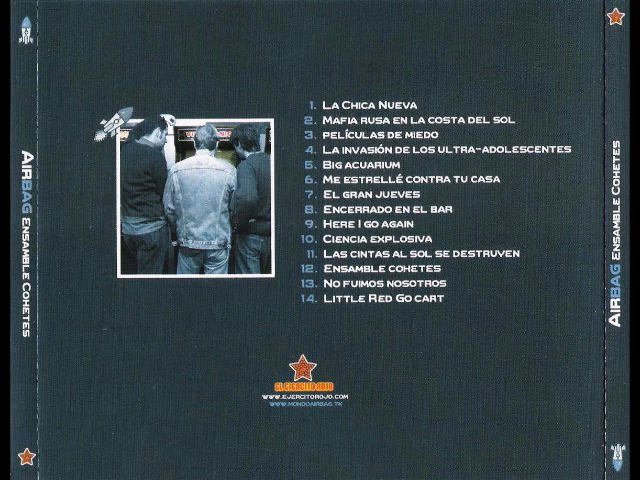 AIRBAG ENSAMBLE COHETES
1. LA CHICA NUEVA
2. MAFIA RUSA EN LA COSTA DEL SOL
3. PELÍCULAS DE MIEDO
4. LA INVASIÓN DE LOS ULTRA-ADOLESCENTES
5. BIG ACUARIUM
6. ME ESTRELLÉ CONTRA TU CASA
7. EL GRAN JUEVES
8. ENCERRADO EN EL BAR
9. HERE I GO AGAIN
10. CIENCIA EXPLOSIVA
11. LAS CINTAS AL SOL SE DESTRUYEN
12. ENSAMBLE COHETES
13. NO FUIMOS NOSOTROS
14. LITTLE RED GO CART
EL EJERCITO ROJO
WWW.EJERCITOROJO.COM
WWW.MONDOAIRBAG.TK
AIRBAG ENSAMBLE COHETES